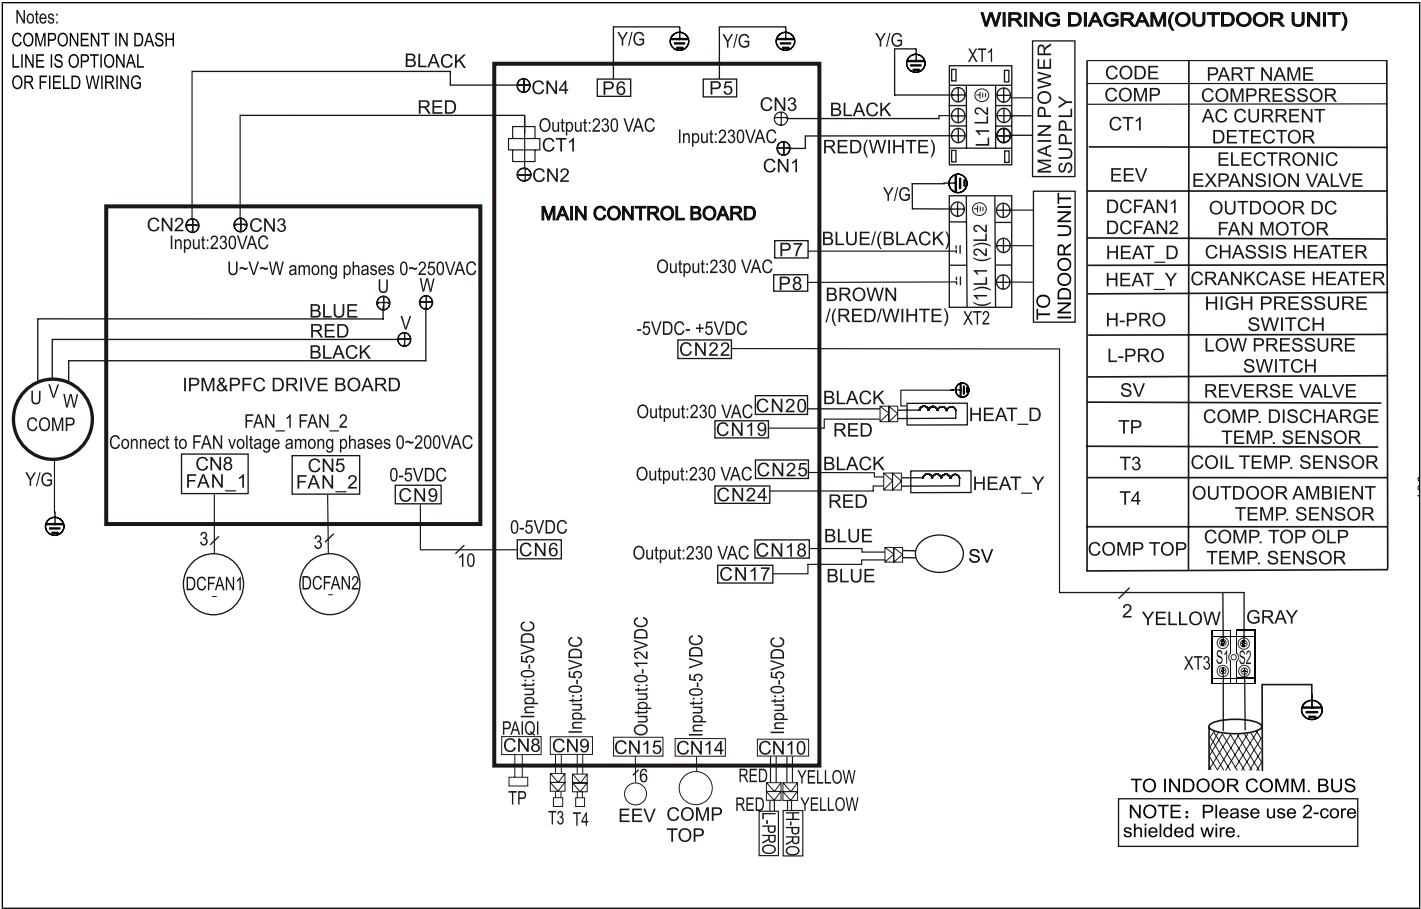 Notes:
COMPONENT IN DASH
LINE IS OPTIONAL
OR FIELD WIRING
WIRING DIAGRAM(OUTDOOR UNIT)
BLACK
RED
Y/G
P6
Y/G
P5
CN4
Output:230 VAC
CT1
CN2
CN3
Input:230VAC
CN1
MAIN CONTROL BOARD
BLACK
RED(WIHTE)
Y/G
XT1
L1 L2
MAIN POWER
SUPPLY
Y/G
P7
Output:230 VAC
P8
BLUE/(BLACK)
BROWN
/(RED/WIHTE)
(1)L1 (2)L2
XT2
TO
INDOOR UNIT
-5VDC- +5VDC
CN22
CN2
CN3
Input:230VAC
U~V~W among phases 0~250VAC
U
W
V
BLUE
RED
BLACK
U
V
W
COMP
Y/G
IPM&PFC DRIVE BOARD
FAN_1 FAN_2
Connect to FAN voltage among phases 0~200VAC
CN8
FAN_1
CN5
FAN_2
0-5VDC
CN9
3
3
DCFAN1
-
DCFAN2
-
10
0-5VDC
CN6
Output:230 VAC
CN20
CN19
BLACK
RED
HEAT_D
Output:230 VAC
CN25
CN24
BLACK
RED
HEAT_Y
Output:230 VAC
CN18
CN17
BLUE
BLUE
SV
Input:0-5VDC
PAIQI
CN8
TP
Input:0-5VDC
CN9
T3
T4
Output:0-12VDC
CN15
6
EEV
Input:0-5 VDC
CN14
COMP
TOP
Input:0-5VDC
CN10
RED
YELLOW
RED
YELLOW
L-PRO
H-PRO
CODE PART NAME
COMP COMPRESSOR
CT1 AC CURRENT
DETECTOR
EEV ELECTRONIC
EXPANSION VALVE
DCFAN1 OUTDOOR DC
DCFAN2 FAN MOTOR
HEAT_D CHASSIS HEATER
HEAT_Y CRANKCASE HEATER
H-PRO HIGH PRESSURE
SWITCH
L-PRO LOW PRESSURE
SWITCH
SV REVERSE VALVE
TP COMP. DISCHARGE
TEMP. SENSOR
T3 COIL TEMP. SENSOR
T4 OUTDOOR AMBIENT
TEMP. SENSOR
COMP TOP COMP. TOP OLP
TEMP. SENSOR
2
YELLOW
GRAY
XT3
S1
S2
TO INDOOR COMM. BUS
NOTE：Please use 2-core
shielded wire.